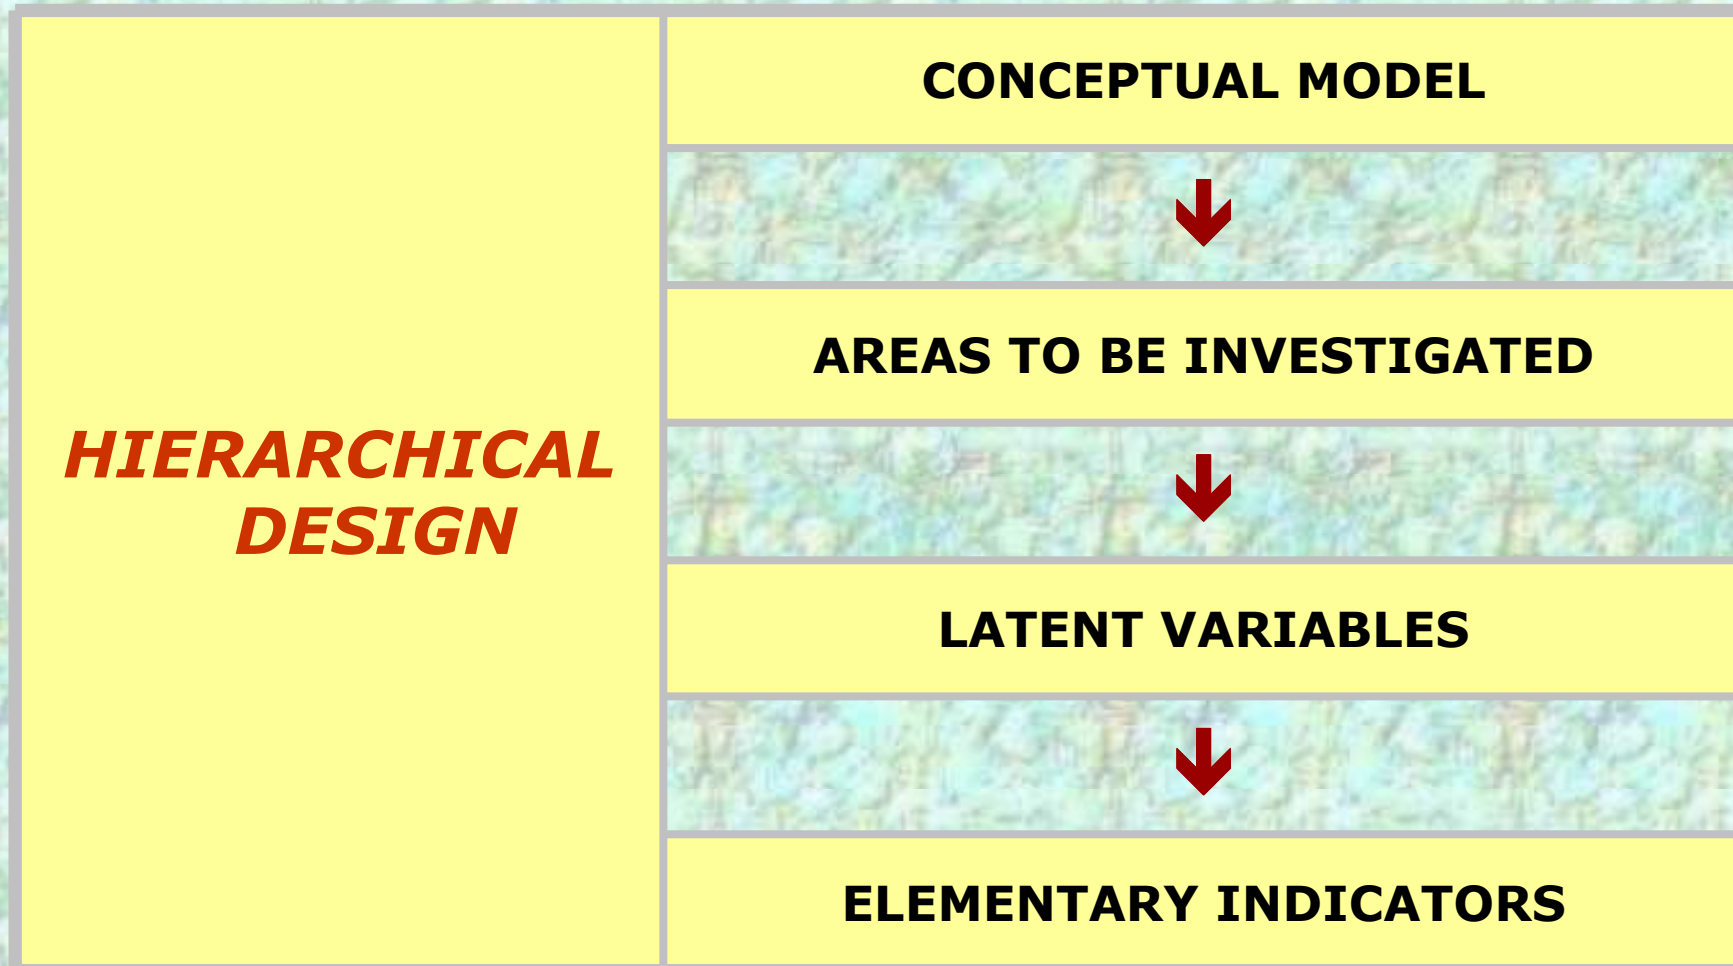 HIERARCHICAL
DESIGN
CONCEPTUAL MODEL
AREAS TO BE INVESTIGATED
LATENT VARIABLES
ELEMENTARY INDICATORS